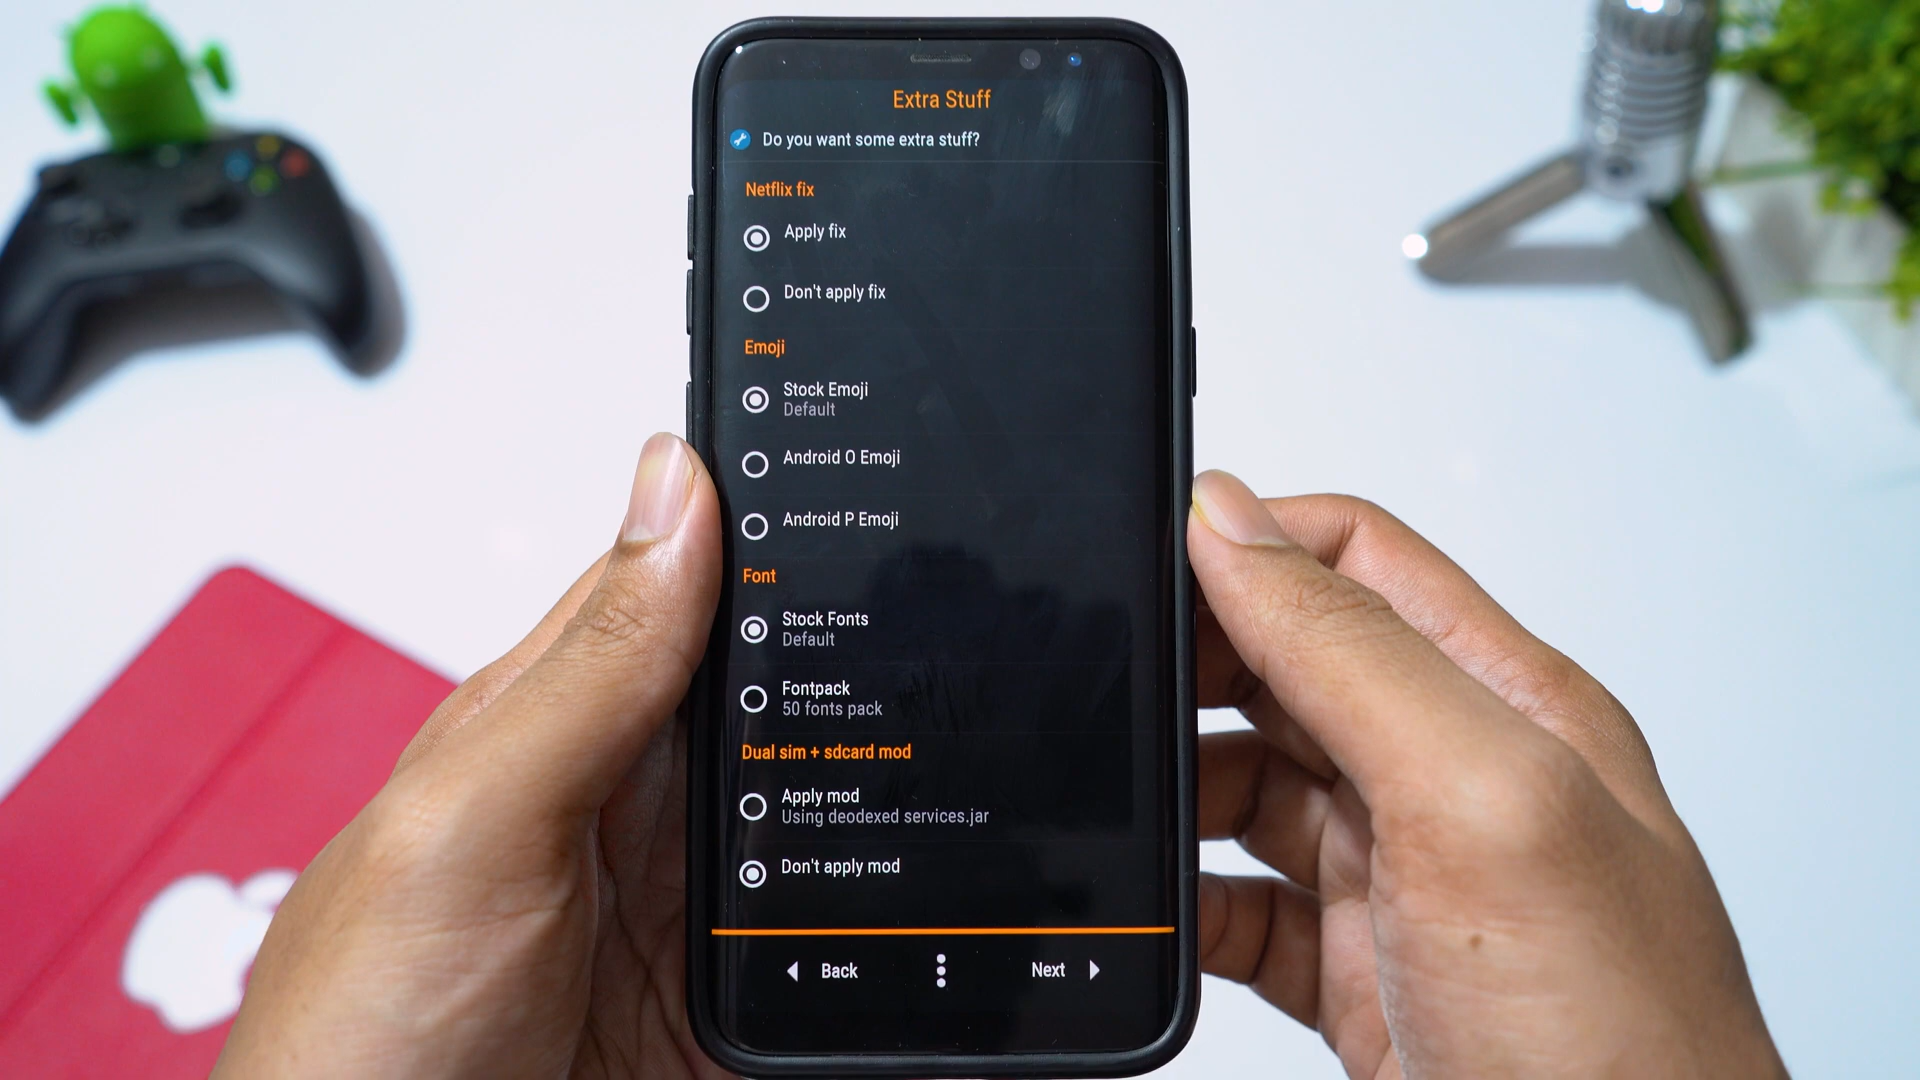 Extra Stuff
Do you want some extra stuff?
Netflix fix
Apply fix
Don't apply fix
Emoji
Stock Emoji
Default
Android O Emoji
Android P Emoji
Font
Stock Fonts
Default
Fontpack
50 fonts pack
Dual sim + sdcard mod
Apply mod
Using deodexed services.jar
Don't apply mod
Back
Next